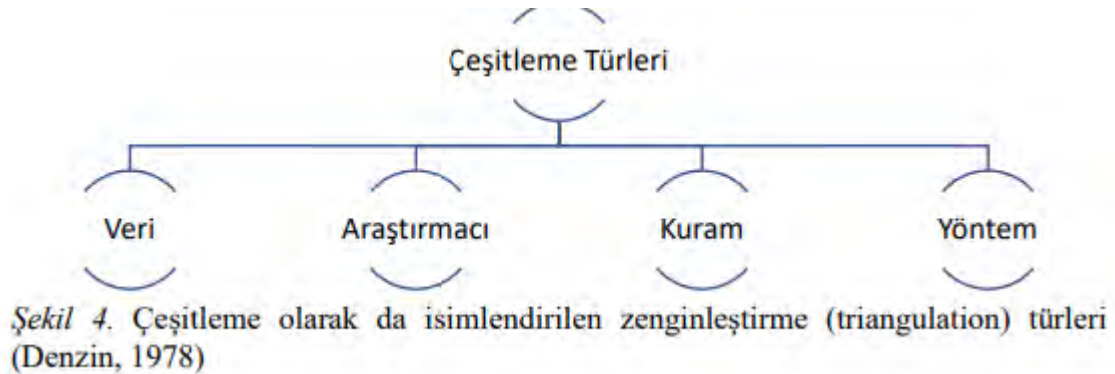 Çeşitleme Türleri
Veri
Araştırmacı
Kuram
Yöntem
Şekil 4. Çeşitleme olarak da isimlendirilen zenginleştirme (triangulation) türleri
(Denzin, 1978)